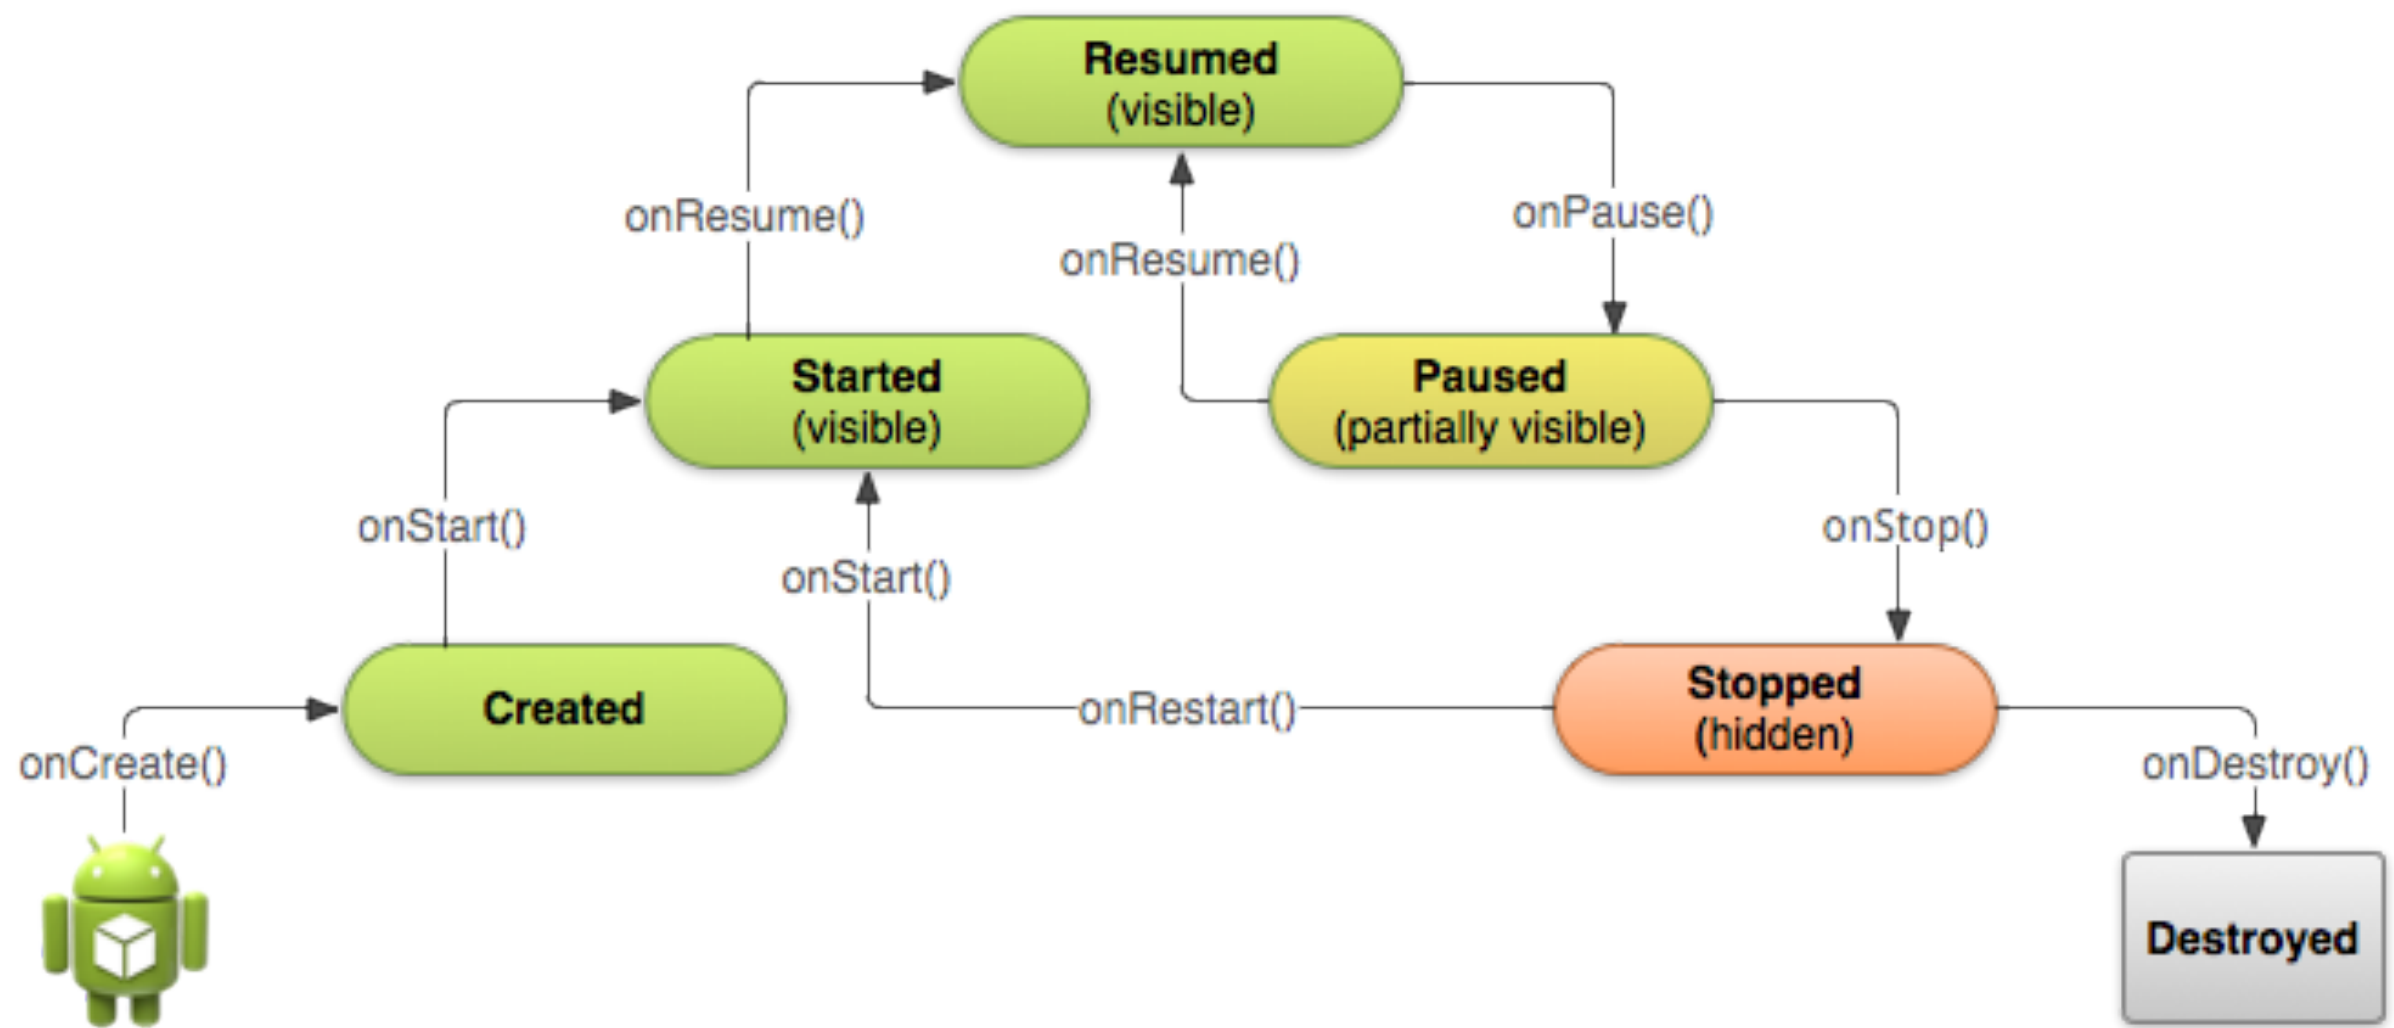 Resumed
(visible)
onResume()
onPause()
onResume()
Started
(visible)
Paused
(partially visible)
onStart()
onStop()
onStart()
Created
onRestart()
Stopped
(hidden)
onCreate()
onDestroy()
Destroyed